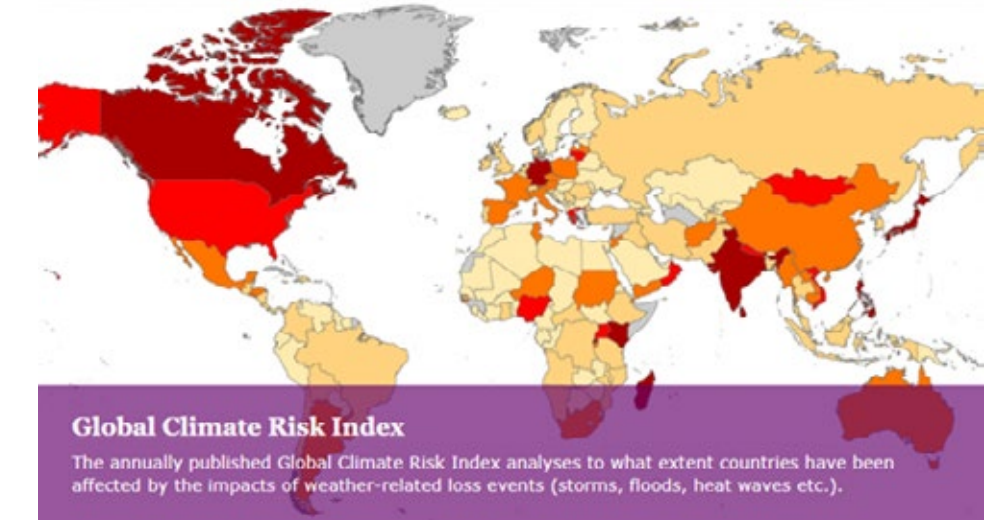 Global Climate Risk Index
The annually published Global Climate Risk Index analyses to what extent countries have been
affected by the impacts of weather-related loss events (storms, floods, heat waves etc.).